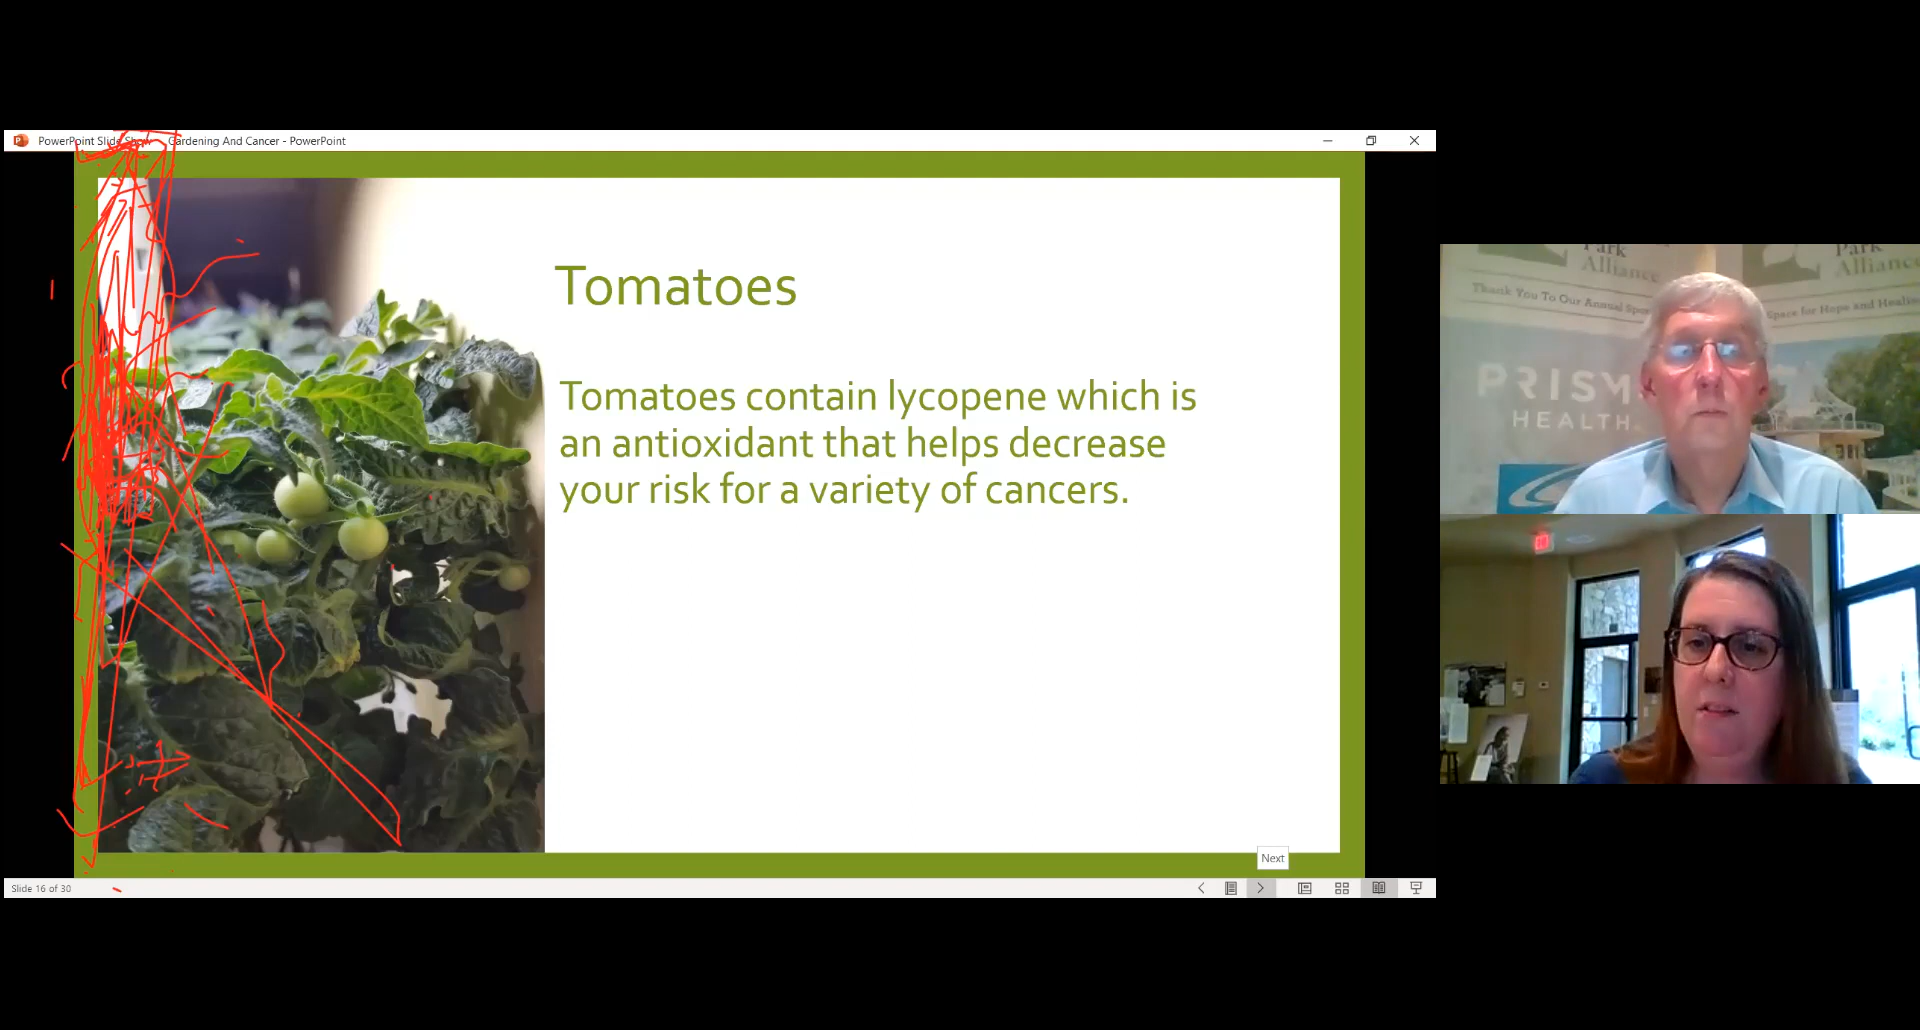 PowerPoint Slide Show - Gardening And Cancer - PowerPoint
Tomatoes
Tomatoes contain lycopene which is
an antioxidant that helps decrease
your risk for a variety of cancers.
Next
Slide 16 of 30
Park
Alliance
Thank You To Our Annual
PRISMA
HEALTH
Park
Alliance
Space for Hope and Healing